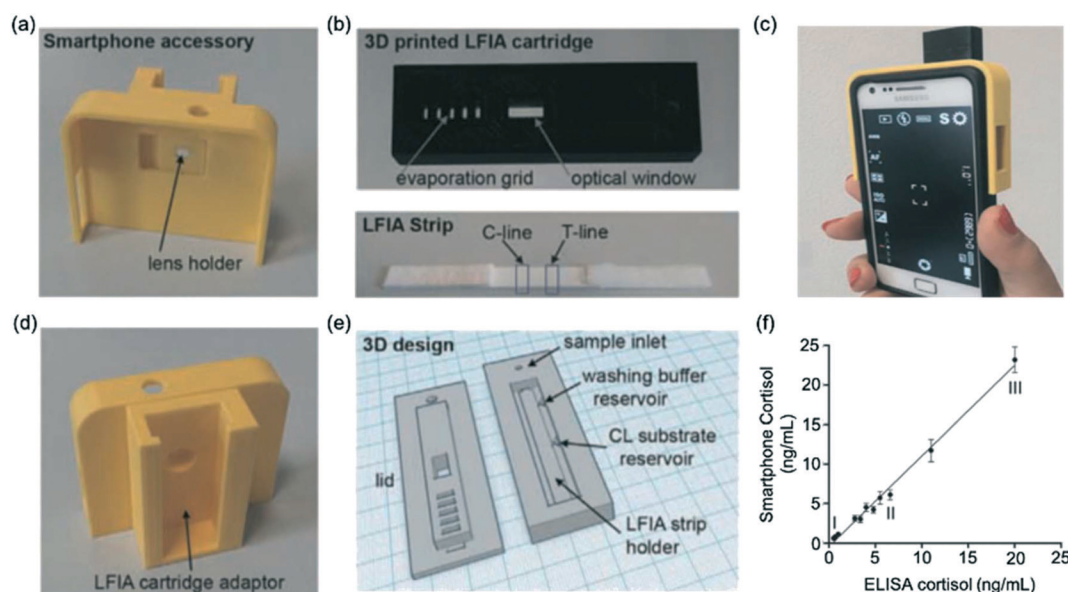 (a)
Smartphone accessory
lens holder
(b)
3D printed LFIA cartridge
evaporation grid
optical window
LFIA Strip
C-line
T-line
(c)
SAMSUNG
S
AF
(d)
LFIA cartridge adaptor
(e)
3D design
sample inlet
washing buffer
reservoir
CL substrate
reservoir
lid
LFIA strip
holder
(f)
Smartphone Cortisol
(ng/mL)
25
20
15
10
5
0
I
II
III
0
5
10
15
20
25
ELISA cortisol (ng/mL)